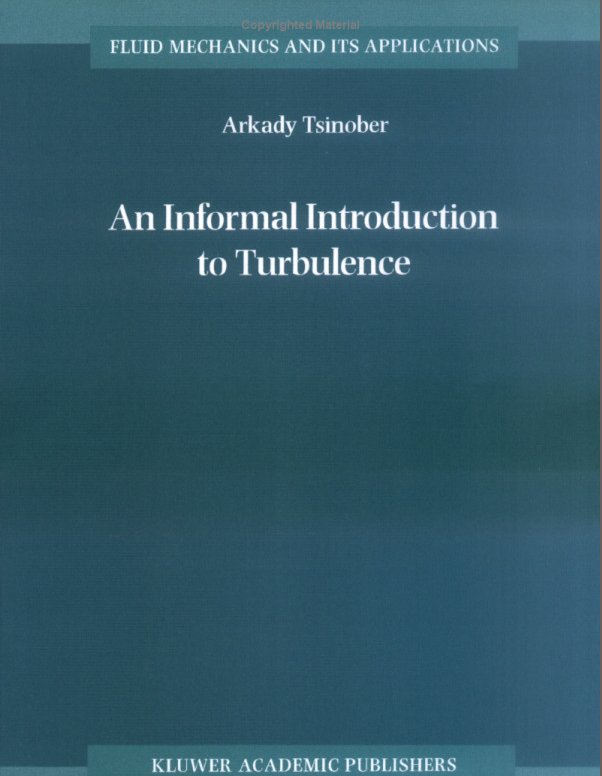 Copyrighted Material
FLUID MECHANICS AND ITS APPLICATIONS
Arkady Tsinober
An Informal Introduction
to Turbulence
KLUWER ACADEMIC PUBLISHERS